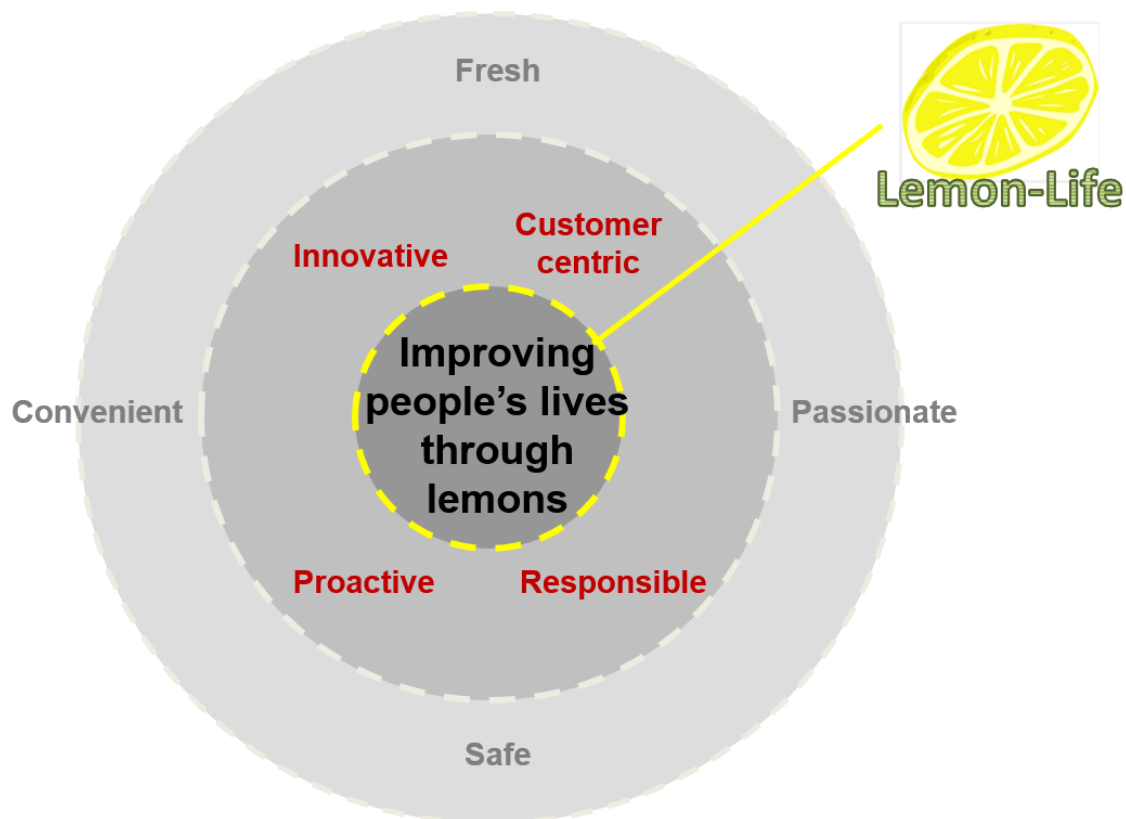 Fresh
Lemon-Life
Innovative
Customer
centric
Improving
people’s lives
through
lemons
Convenient
Passionate
Proactive
Responsible
Safe